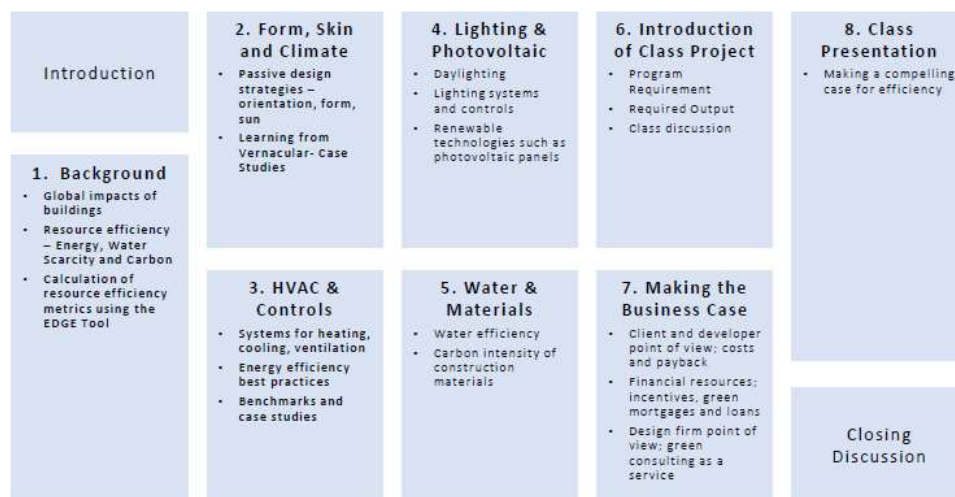 Introduction
1. Background
• Global impacts of
buildings
• Resource efficiency
– Energy, Water
Scarcity and Carbon
• Calculation of
resource efficiency
metrics using the
EDGE Tool
2. Form, Skin
and Climate
• Passive design
strategies –
orientation, form,
sun
• Learning from
Vernacular- Case
Studies
3. HVAC &
Controls
• Systems for heating,
cooling, ventilation
• Energy efficiency
best practices
• Benchmarks and
case studies
4. Lighting &
Photovoltaic
• Daylighting
• Lighting systems
and controls
• Renewable
technologies such as
photovoltaic panels
5. Water &
Materials
• Water efficiency
• Carbon intensity of
construction
materials
6. Introduction
of Class Project
• Program
Requirement
• Required Output
• Class discussion
7. Making the
Business Case
• Client and developer
point of view; costs
and payback
• Financial resources;
incentives, green
mortgages and loans
• Design firm point of
view; green
consulting as a
service
8. Class
Presentation
• Making a compelling
case for efficiency
Closing
Discussion